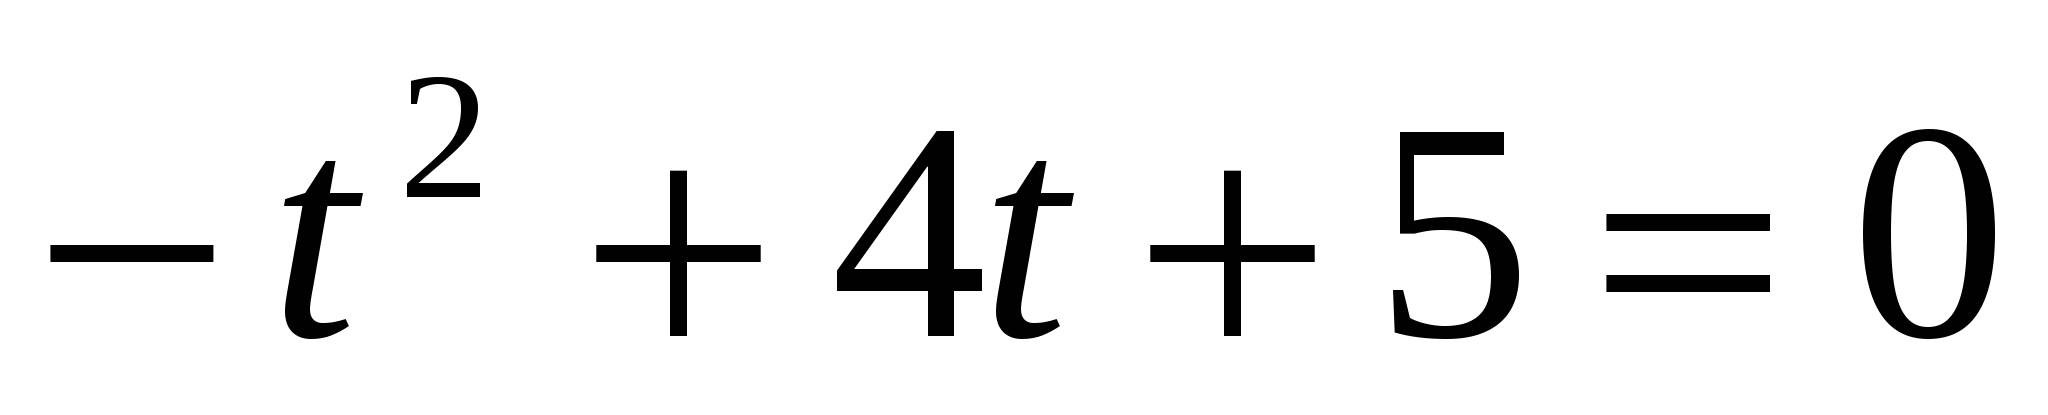 −t² + 4t + 5 = 0